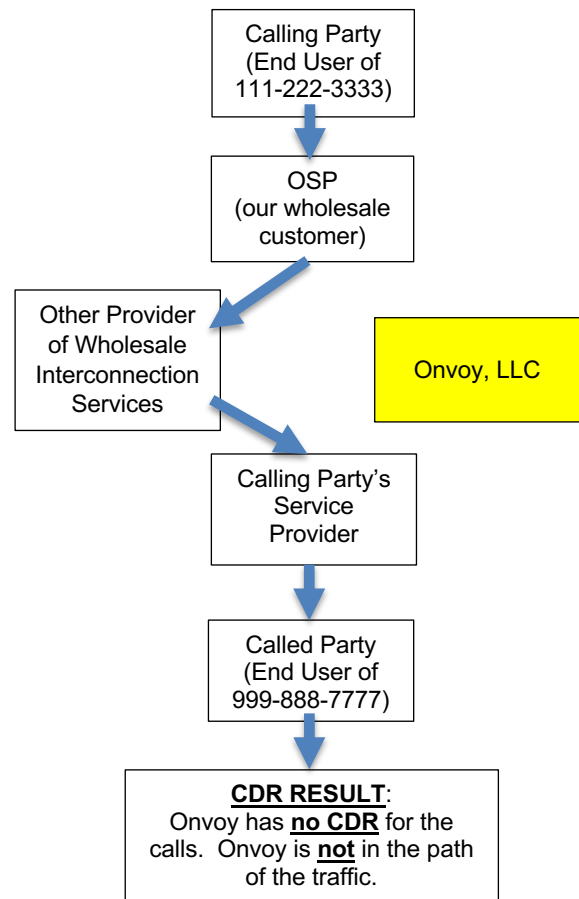 Calling Party
(End User of
111-222-3333)
OSP
(our wholesale
customer)
Other Provider
of Wholesale
Interconnection
Services
Onvoy, LLC
Calling Party’s
Service
Provider
Called Party
(End User of
999-888-7777)
CDR RESULT:
Onvoy has no CDR for the
calls.  Onvoy is not in the path
of the traffic.